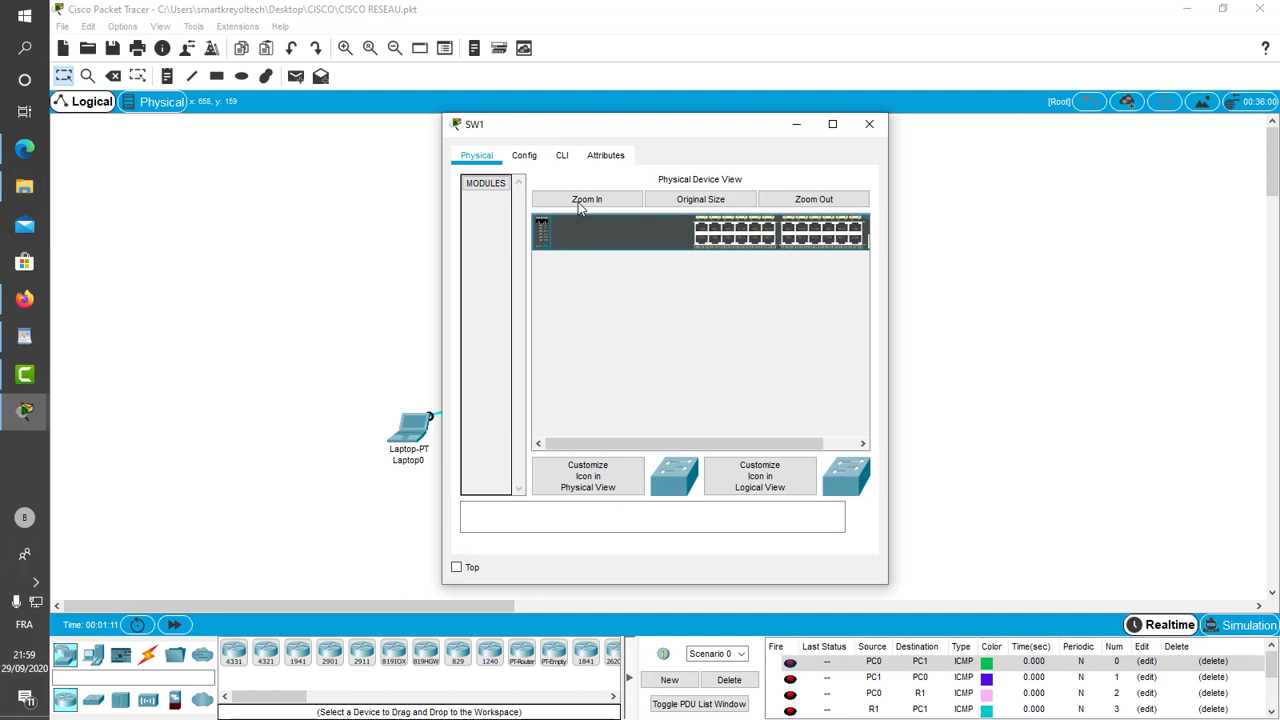 Cisco Packet Tracer - C:\Users\smartkreyoltech\Desktop\CISCO\CISCO RESEAU.pkt
File Edit Options View Tools Extensions Help
?
Logical Physical x: 658, y: 159 [Root] 00:36:00
SW1
Physical Config CLI Attributes
MODULES
Physical Device View
Zoom In Original Size Zoom Out
Laptop-PT
Laptop0
Customize
Icon in
Physical View
Customize
Icon in
Logical View
Top
Time: 00:01:11
Realtime Simulation
4331 4321 1941 2901 2911 819IOX 819HGW 829 1240 PT-Router PT-Empty 1841 2620
(Select a Device to Drag and Drop to the Workspace)
Scenario 0
New Delete
Toggle PDU List Window
Fire Last Status Source Destination Type Color Time(sec) Periodic Num Edit Delete
-- PC0 PC1 ICMP 0.000 N 0 (edit) (delete)
-- PC1 PC0 ICMP 0.000 N 1 (edit) (delete)
-- PC0 R1 ICMP 0.000 N 2 (edit) (delete)
-- R1 PC1 ICMP 0.000 N 3 (edit) (delete)
B
FRA
21:59
29/09/2020
11